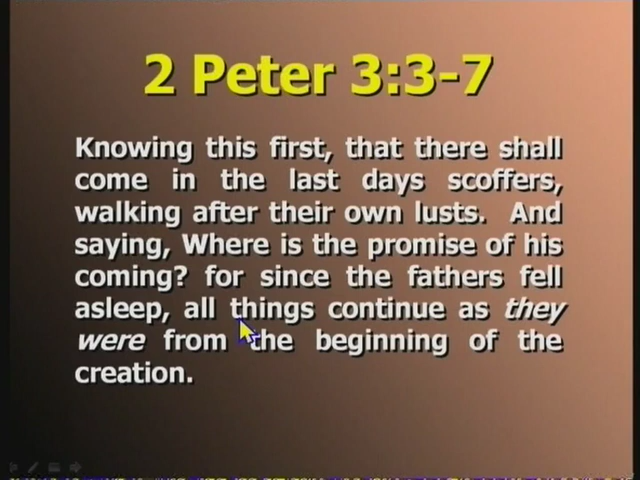 2 Peter 3:3-7
Knowing this first, that there shall
come in the last days scoffers,
walking after their own lusts. And
saying, Where is the promise of his
coming? for since the fathers fell
asleep, all things continue as they
were from the beginning of the
creation.